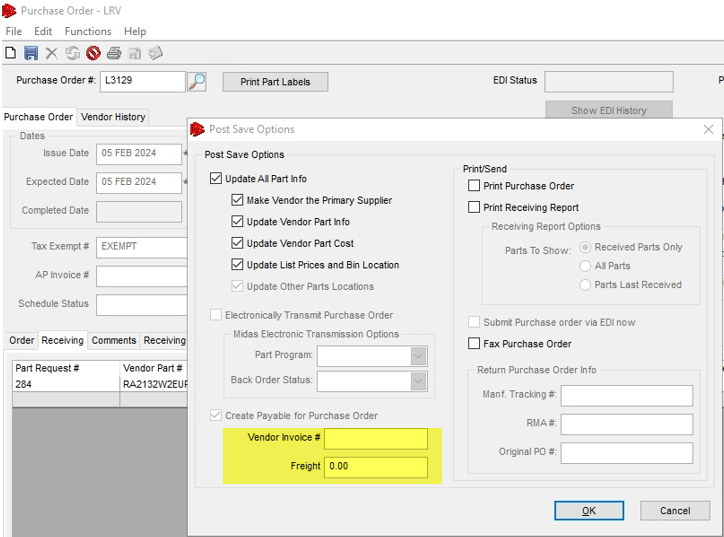 Purchase Order - LRV
File Edit Functions Help
Purchase Order #: L3129 Print Part Labels EDI Status
Show EDI History
Purchase Order Vendor History
Dates
Issue Date 05 FEB 2024
Expected Date 05 FEB 2024
Completed Date
Tax Exempt # EXEMPT
AP Invoice #
Schedule Status
Order Receiving Comments Receiving
Part Request # Vendor Part #
284 RA2132W2EUF
Post Save Options
Post Save Options
Update All Part Info
Make Vendor the Primary Supplier
Update Vendor Part Info
Update Vendor Part Cost
Update List Prices and Bin Location
Update Other Parts Locations
Electronically Transmit Purchase Order
Midas Electronic Transmission Options
Part Program:
Back Order Status:
Create Payable for Purchase Order
Vendor Invoice #
Freight 0.00
Print/Send
Print Purchase Order
Print Receiving Report
Receiving Report Options
Parts To Show: Received Parts Only
All Parts
Parts Last Received
Submit Purchase order via EDI now
Fax Purchase Order
Return Purchase Order Info
Manf. Tracking #:
RMA #:
Original PO #:
OK Cancel